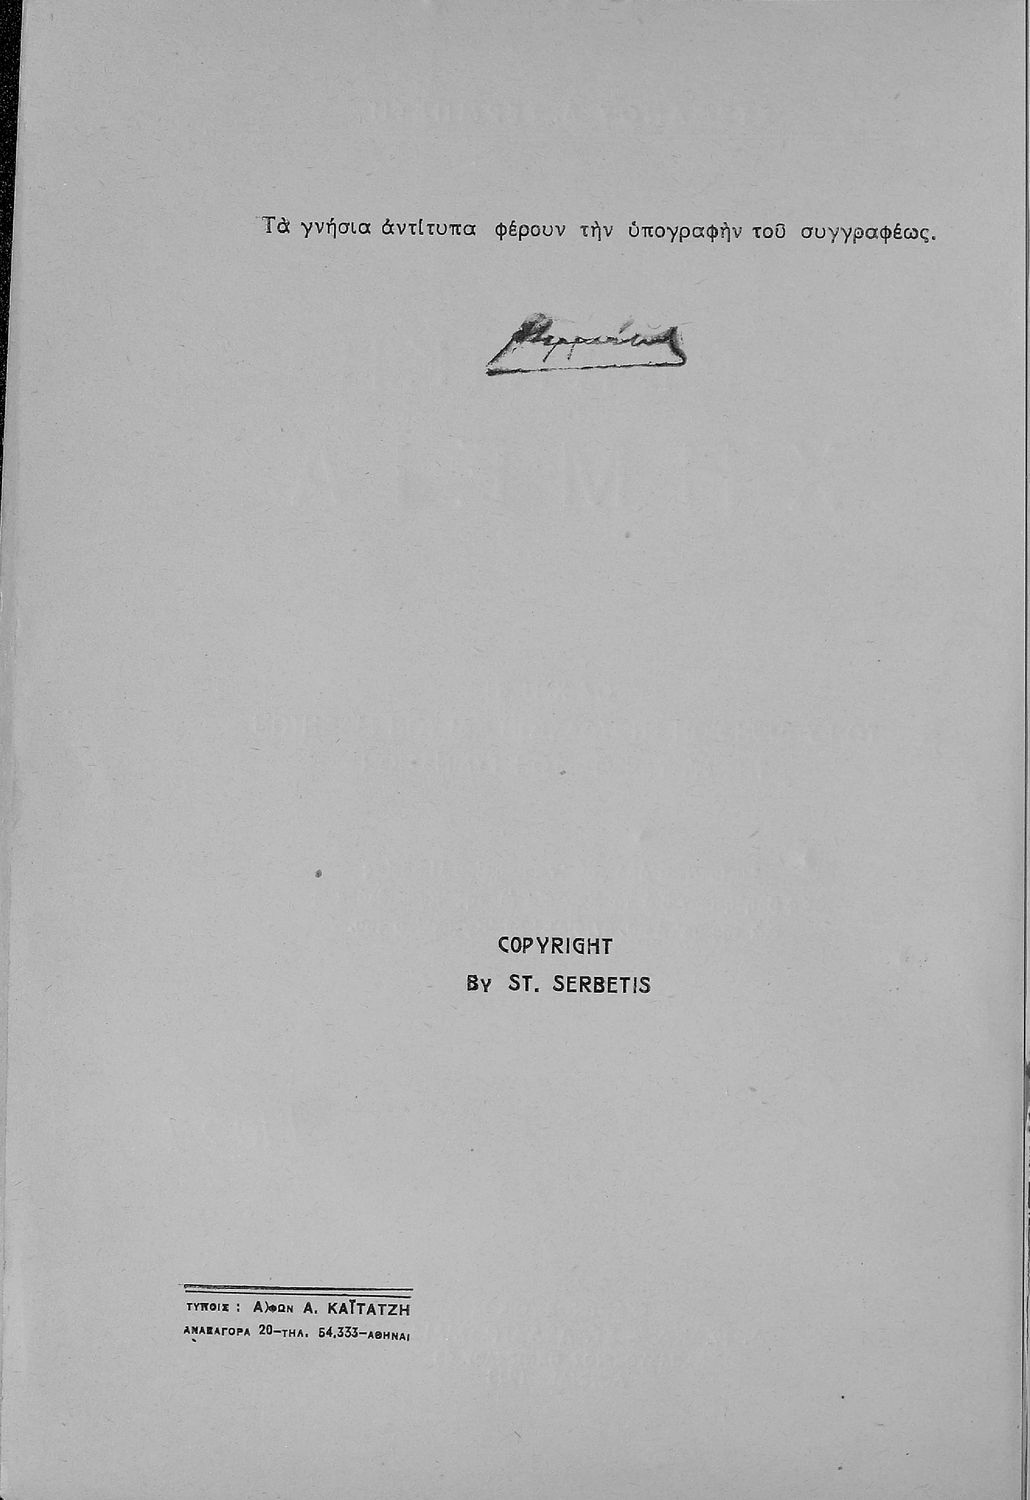 Τὰ γνήσια ἀντίτυπα φέρουν τὴν ὑπογραφὴν τοῦ συγγραφέως.
COPYRIGHT
By ST. SERBETIS
ΤΥΠΟΙΣ : Α)ΦΩΝ Α. ΚΑΪΤΑΤΖΗ
ΑΝΑΞΑΓΟΡΑ 20–ΤΗΛ. 54.333–ΑΘΗΝΑΙ